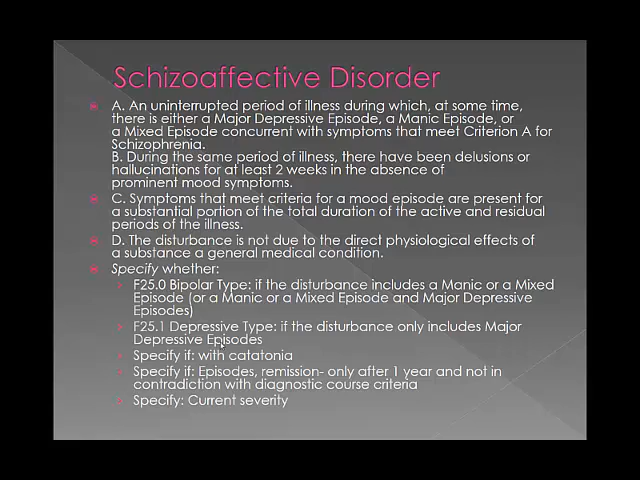 Schizoaffective Disorder
A. An uninterrupted period of illness during which, at some time,
there is either a Major Depressive Episode, a Manic Episode, or
a Mixed Episode concurrent with symptoms that meet Criterion A for
Schizophrenia.
B. During the same period of illness, there have been delusions or
hallucinations for at least 2 weeks in the absence of
prominent mood symptoms.
C. Symptoms that meet criteria for a mood episode are present for
a substantial portion of the total duration of the active and residual
periods of the illness.
D. The disturbance is not due to the direct physiological effects of
a substance a general medical condition.
Specify whether:
F25.0 Bipolar Type: if the disturbance includes a Manic or a Mixed
Episode (or a Manic or a Mixed Episode and Major Depressive
Episodes)
F25.1 Depressive Type: if the disturbance only includes Major
Depressive Episodes
Specify if: with catatonia
Specify if: Episodes, remission- only after 1 year and not in
contradiction with diagnostic course criteria
Specify: Current severity